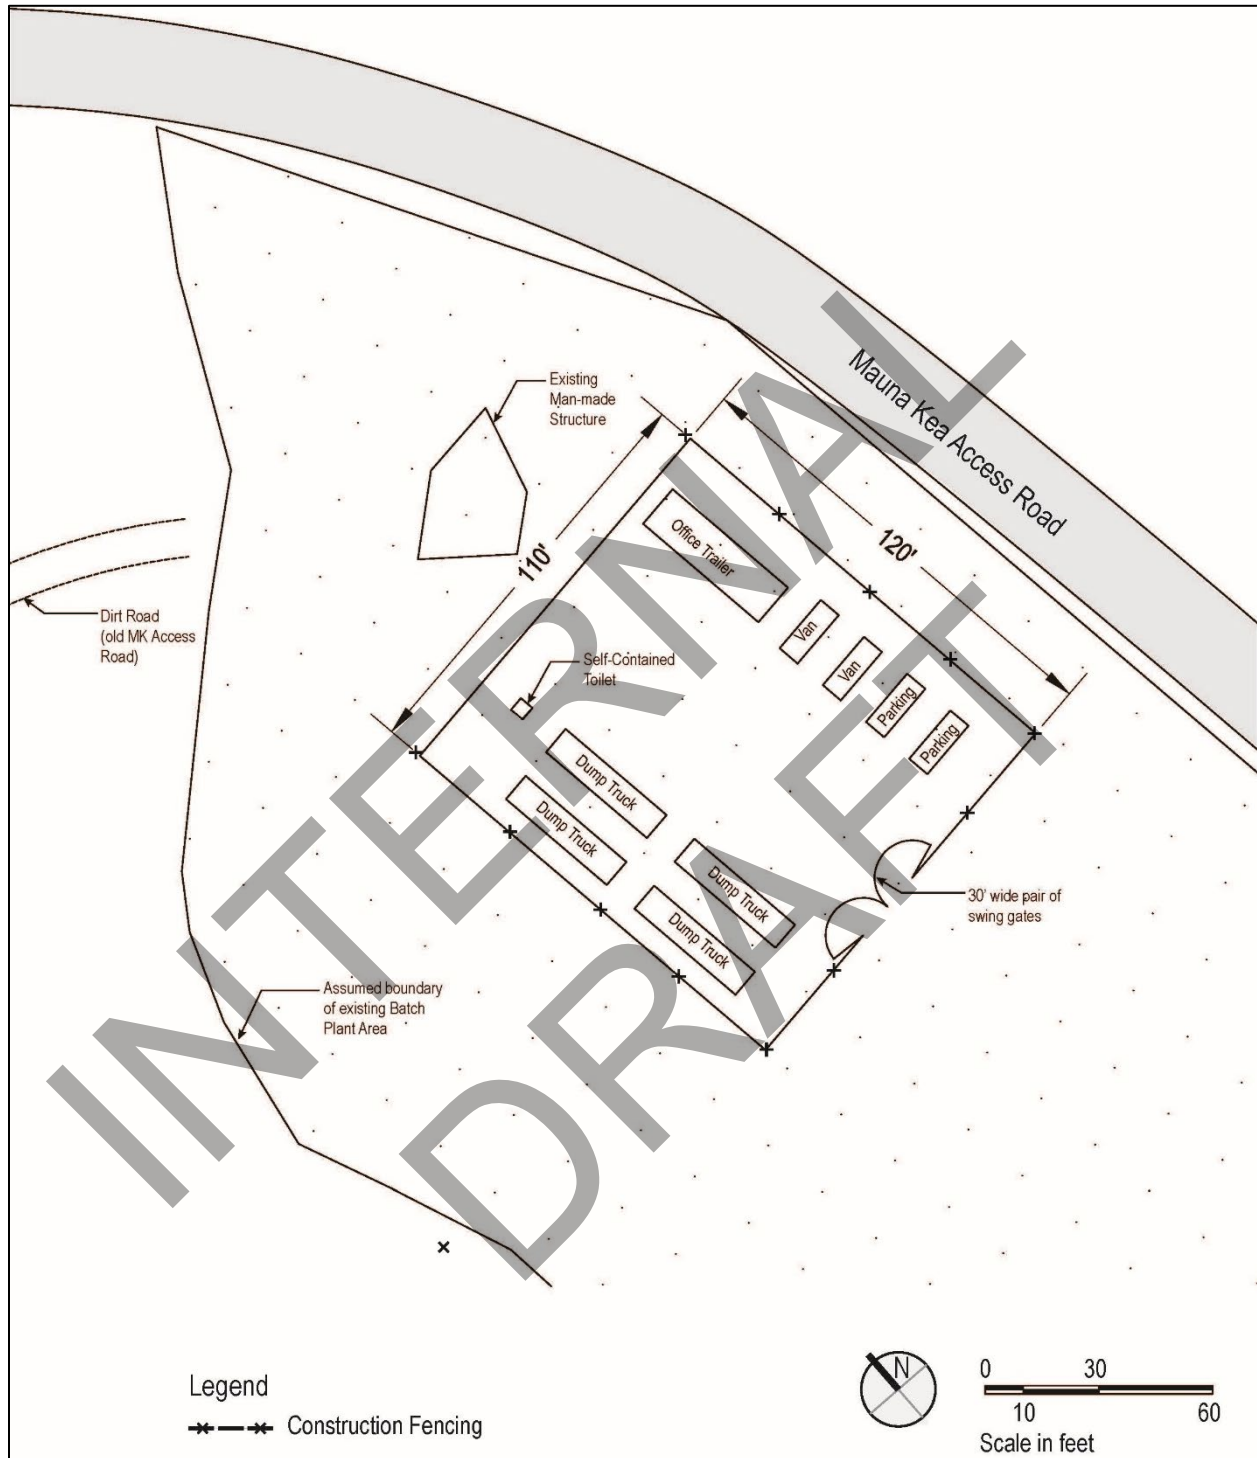 Mauna Kea Access Road
Existing
Man-made
Structure
110'
120'
Office Trailer
Van
Van
Parking
Parking
Dirt Road
(old MK Access
Road)
Self-Contained
Toilet
Dump Truck
Dump Truck
Dump Truck
Dump Truck
30' wide pair of
swing gates
Assumed boundary
of existing Batch
Plant Area
INTERNAL
DRAFT
Legend
Construction Fencing
N
0 30
10 60
Scale in feet